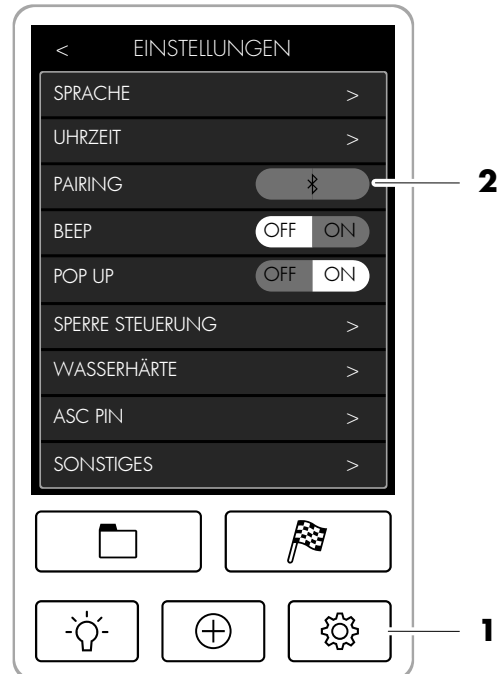 < EINSTELLUNGEN
SPRACHE >
UHRZEIT >
PAIRING 2
BEEP OFF ON
POP UP OFF ON
SPERRE STEUERUNG >
WASSERHÄRTE >
ASC PIN >
SONSTIGES >
1